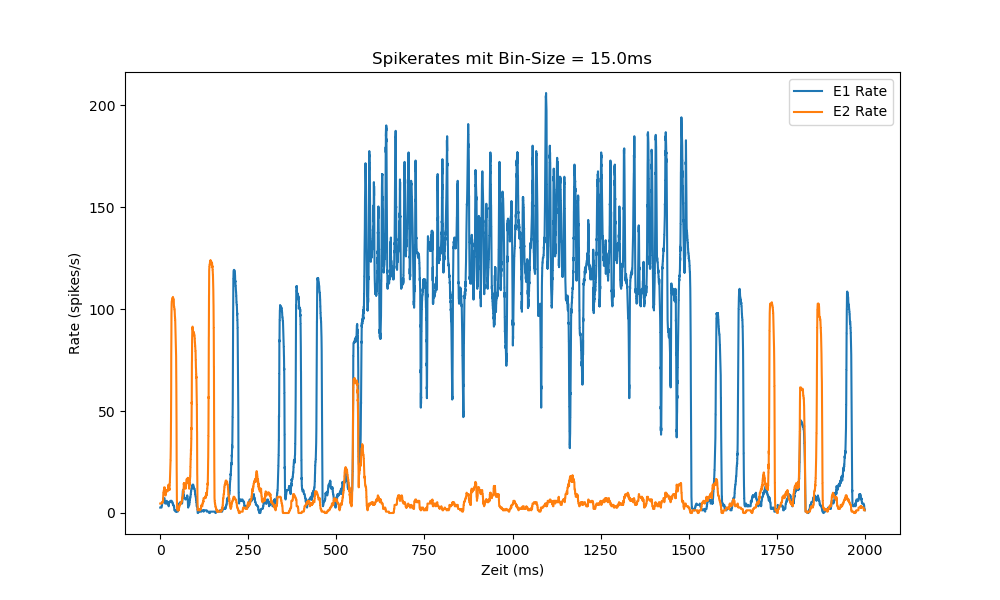 Spikerates mit Bin-Size = 15.0ms
E1 Rate
E2 Rate
Rate (spikes/s)
200
150
100
50
0
0 250 500 750 1000 1250 1500 1750 2000
Zeit (ms)